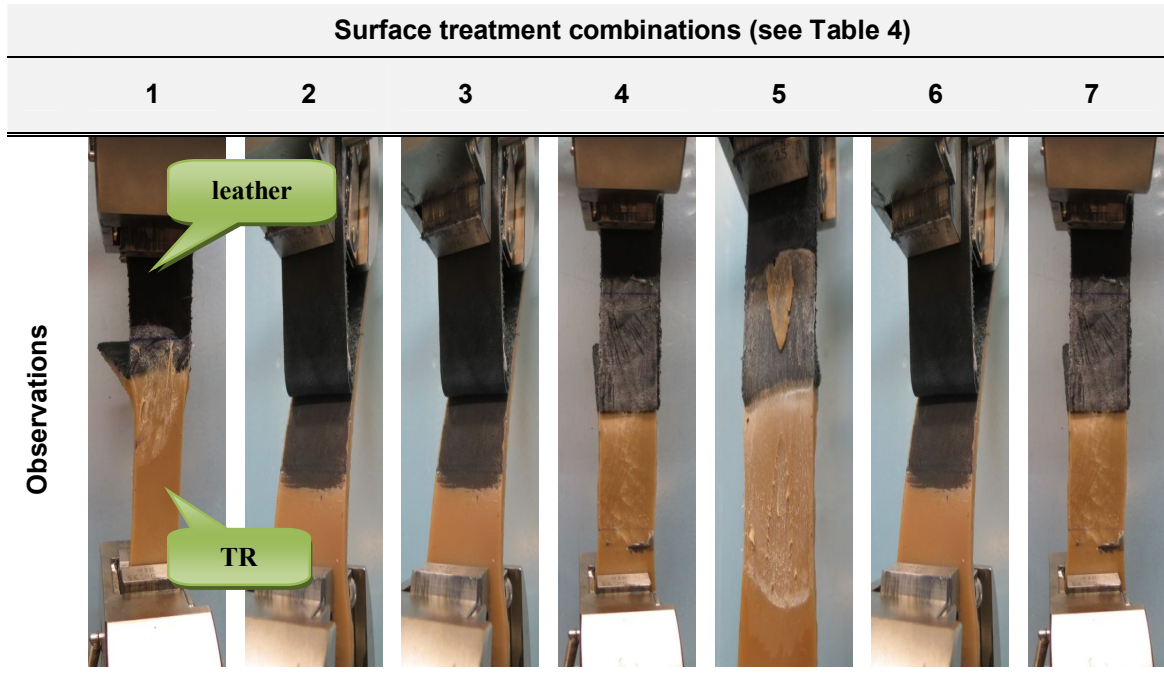 Surface treatment combinations (see Table 4)
1 2 3 4 5 6 7
leather
Observations
TR